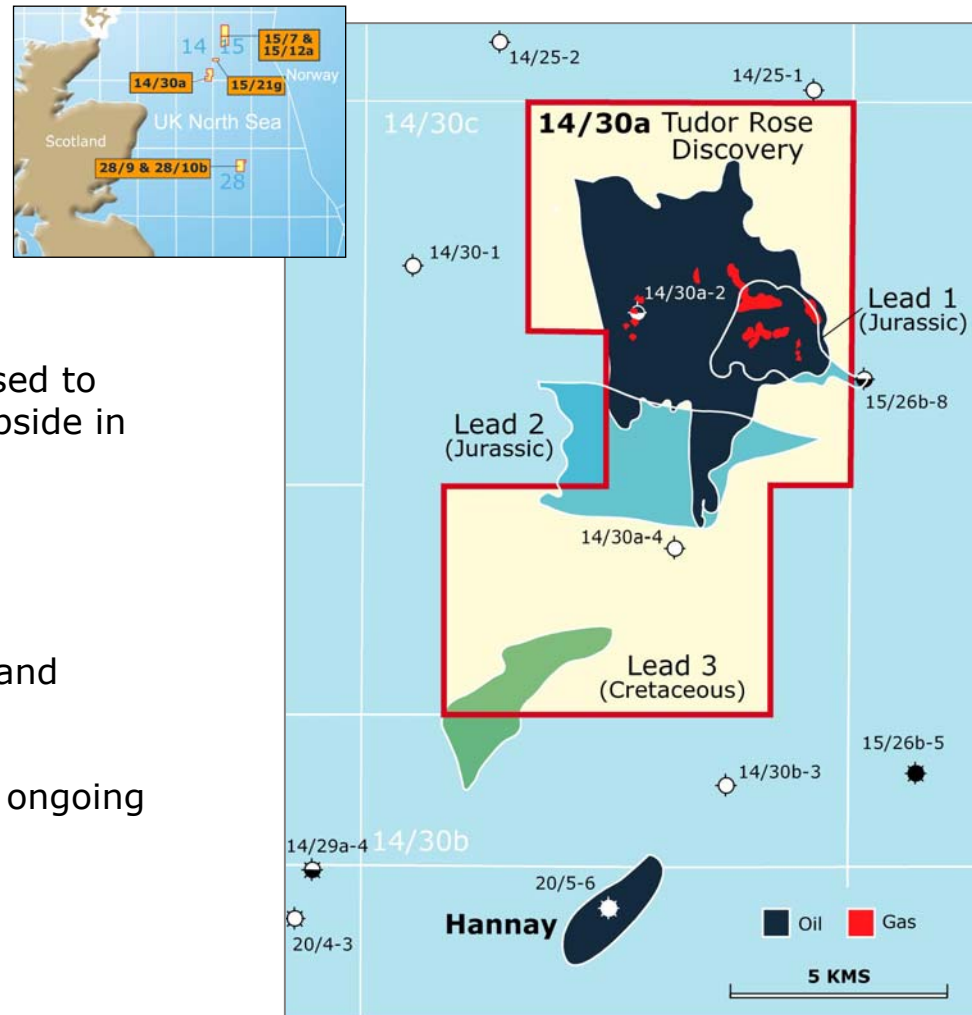 14 15
15/7 &
15/12a
14/30a
15/21g
Norway
UK North Sea
Scotland
28/9 & 28/10b
28
sed to
pside in
and
ongoing
14/25-2
14/25-1
14/30c
14/30a Tudor Rose
Discovery
14/30-1
14/30a-2
Lead 1
(Jurassic)
15/26b-8
Lead 2
(Jurassic)
14/30a-4
Lead 3
(Cretaceous)
15/26b-5
14/30b-3
14/29a-4
14/30b
20/5-6
Hannay
20/4-3
Oil
Gas
5 KMS